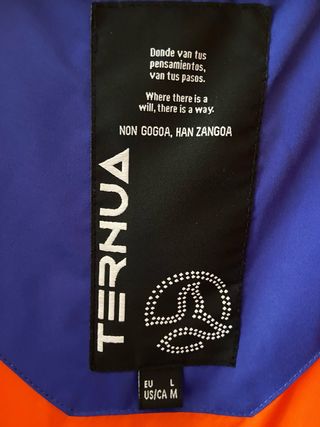 Donde van tus
pensamientos,
van tus pasos.
Where there is a
will, there is a way.
NON GOGOA, HAN ZANGOA
TERNUA
EU L
US/CA M